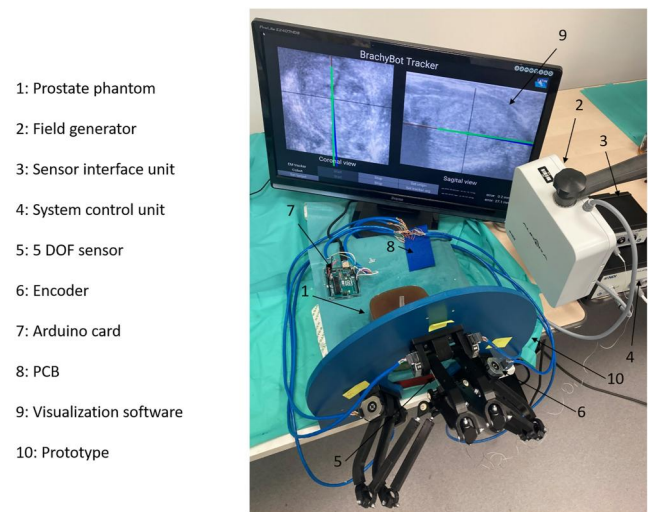 1: Prostate phantom
2: Field generator
3: Sensor interface unit
4: System control unit
5: 5 DOF sensor
6: Encoder
7: Arduino card
8: PCB
9: Visualization software
10: Prototype
BrachyBot Tracker
Coronal view
Sagital view
9
2
3
7
8
1
4
10
6
5